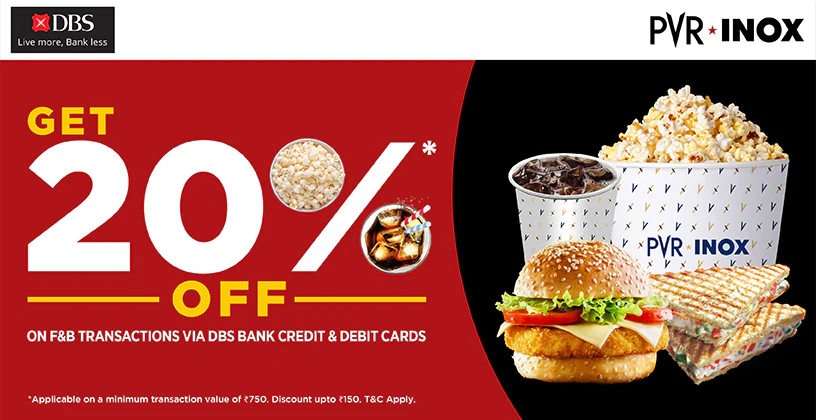 DBS
Live more, Bank less
PVR INOX
GET
20%*
OFF
ON F&B TRANSACTIONS VIA DBS BANK CREDIT & DEBIT CARDS
PVR INOX
*Applicable on a minimum transaction value of ₹750. Discount upto ₹150. T&C Apply.